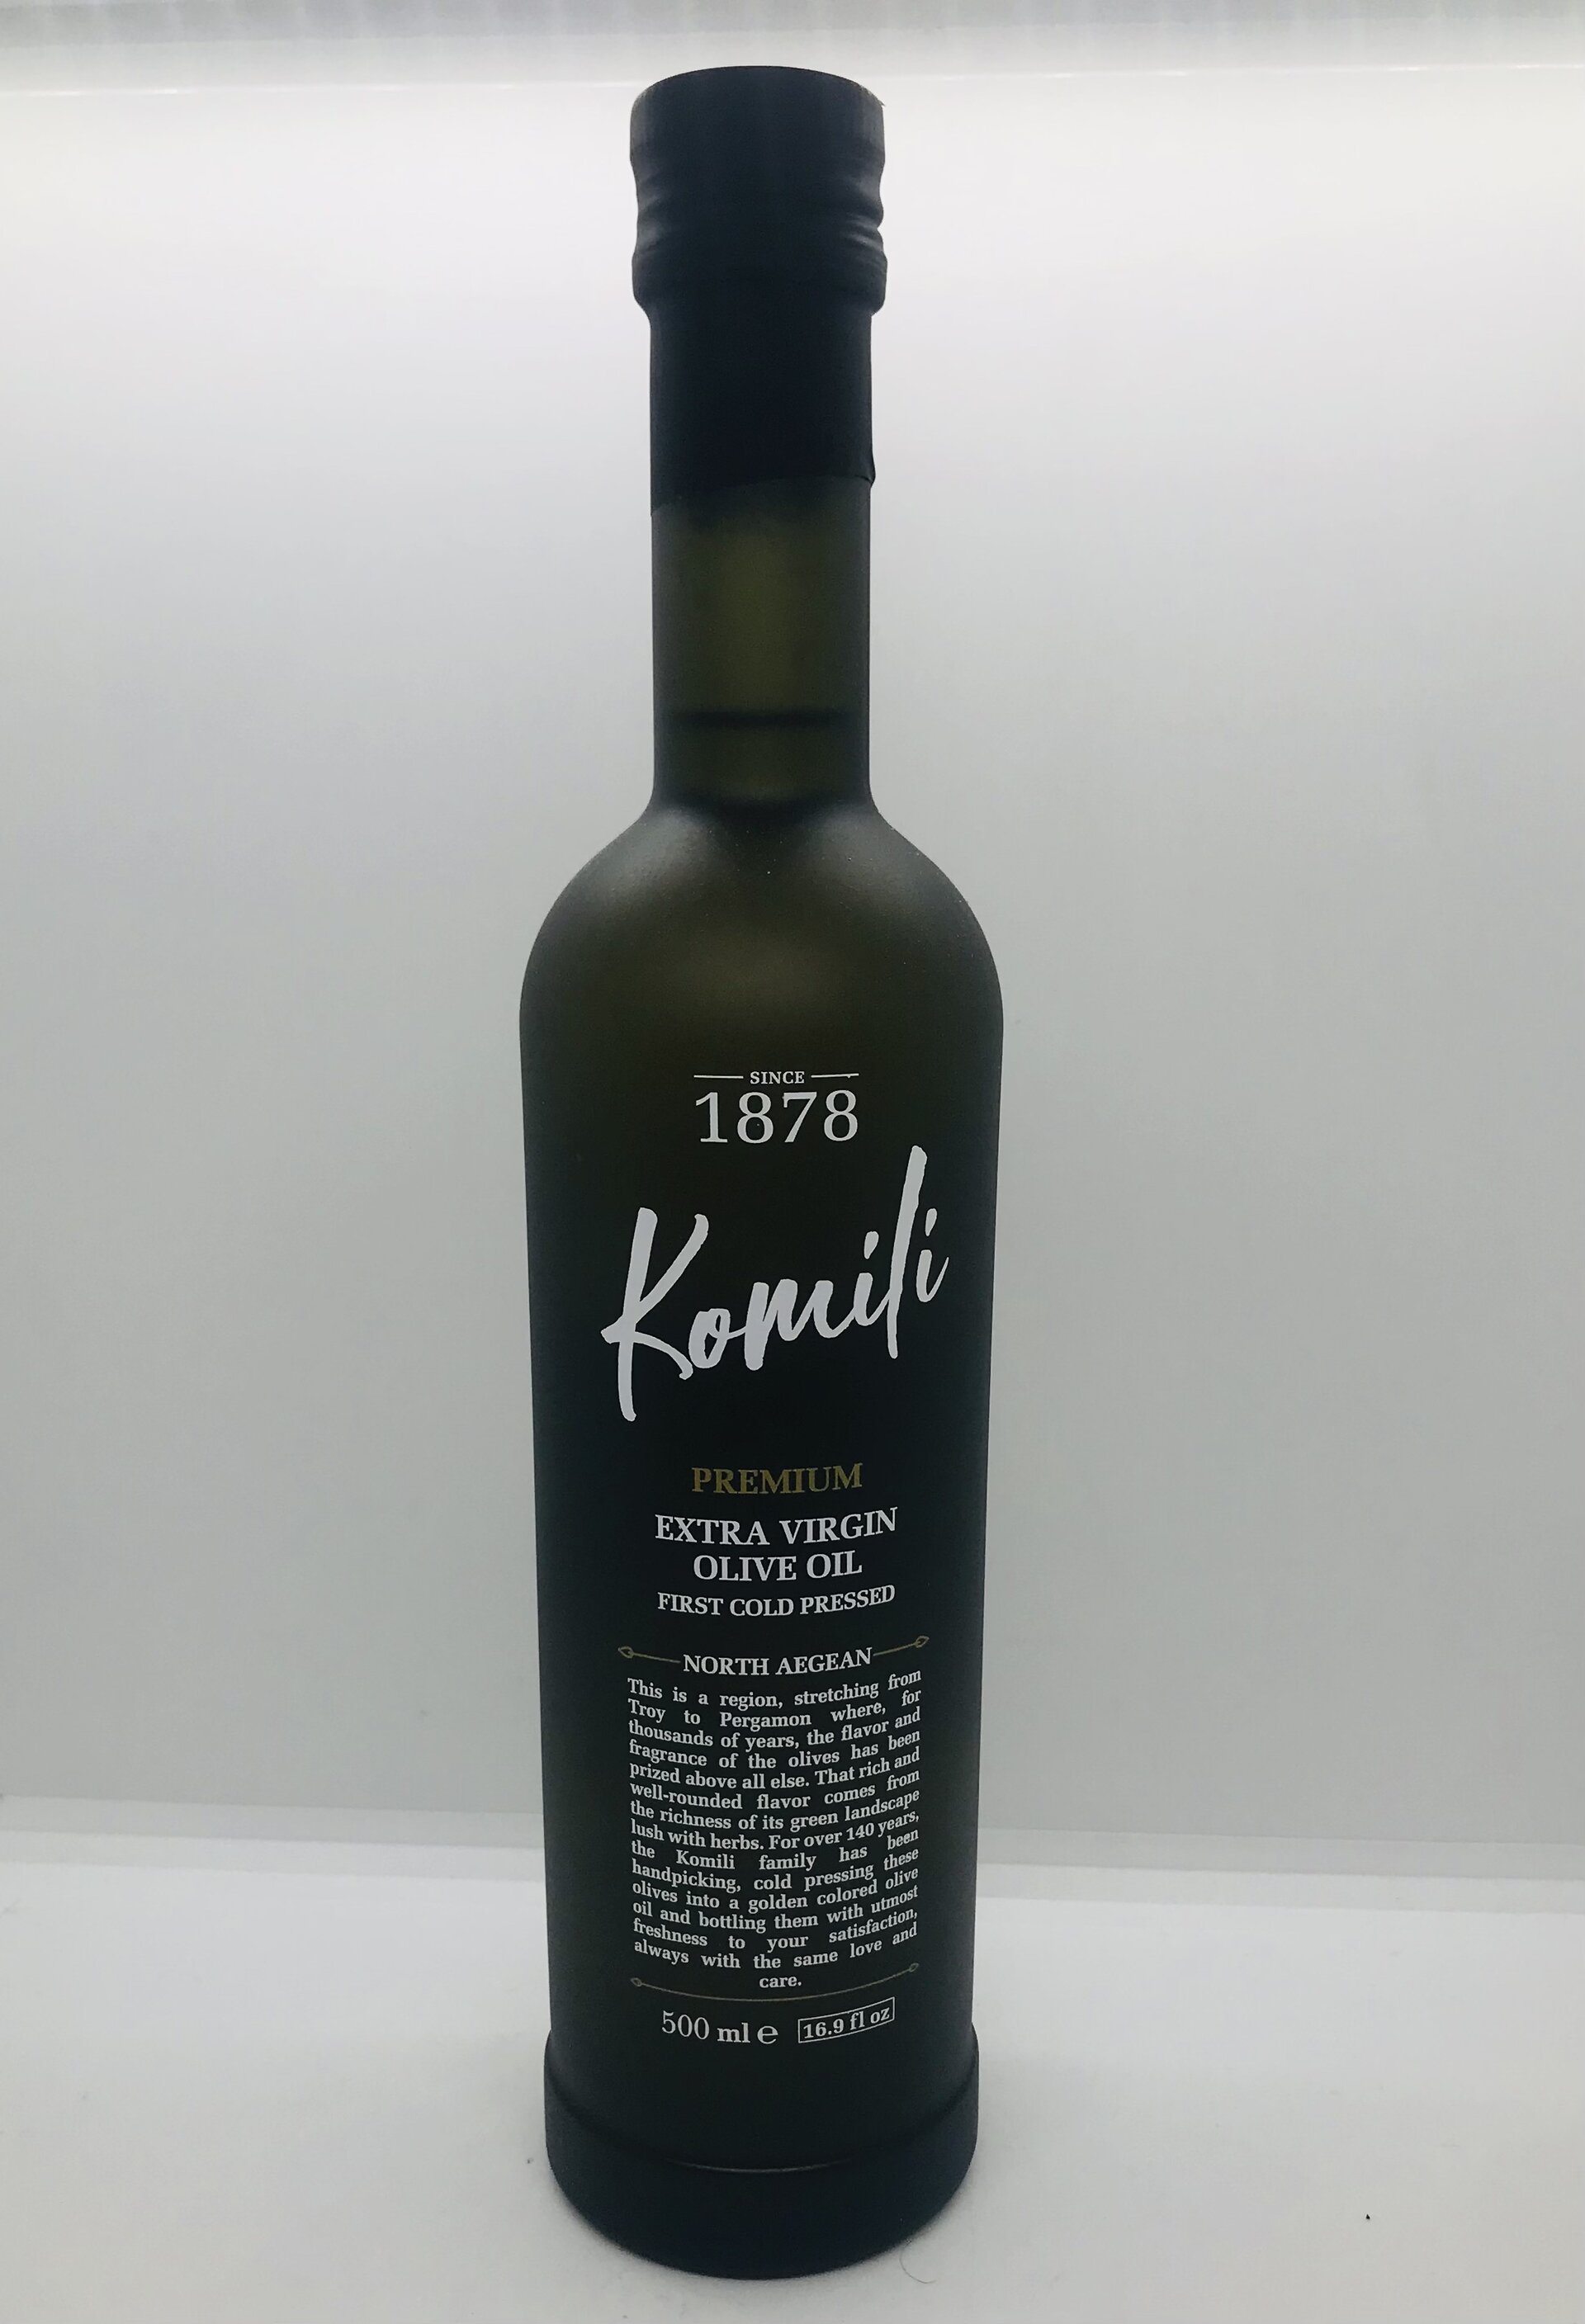 SINCE
1878
Komili
PREMIUM
EXTRA VIRGIN
OLIVE OIL
FIRST COLD PRESSED
NORTH AEGEAN
This is a region, stretching from
Troy to Pergamon where, for
thousands of years, the flavor and
fragrance of the olives has been
prized above all else. That rich and
well-rounded flavor comes from
the richness of its green landscape
lush with herbs. For over 140 years,
the Komili family has been
handpicking, cold pressing these
olives into a golden colored olive
oil and bottling them with utmost
freshness to your satisfaction,
always with the same love and
care.
500 ml ℮ 16.9 fl oz